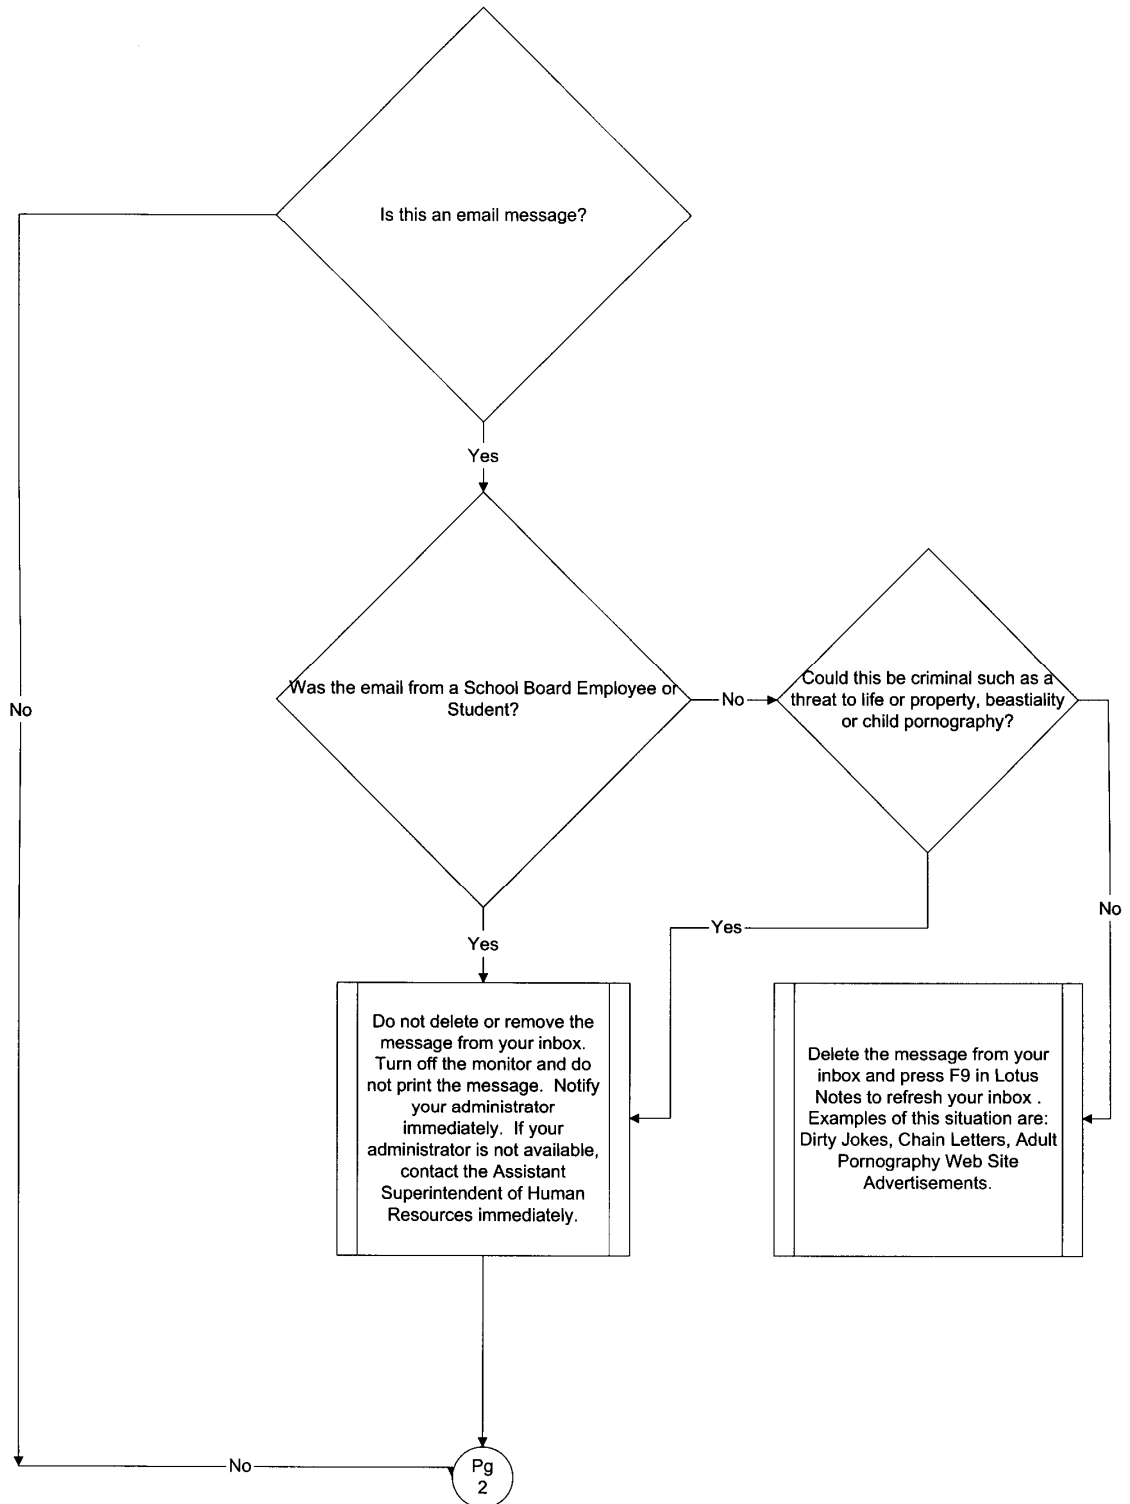 Is this an email message?
Yes
Was the email from a School Board Employee or
Student?
No
Could this be criminal such as a
threat to life or property, beastiality
or child pornography?
No
No
Yes
Yes
Do not delete or remove the
message from your inbox.
Turn off the monitor and do
not print the message.  Notify
your administrator
immediately.  If your
administrator is not available,
contact the Assistant
Superintendent of Human
Resources immediately.
Delete the message from your
inbox and press F9 in Lotus
Notes to refresh your inbox .
Examples of this situation are:
Dirty Jokes, Chain Letters, Adult
Pornography Web Site
Advertisements.
No
Pg
2